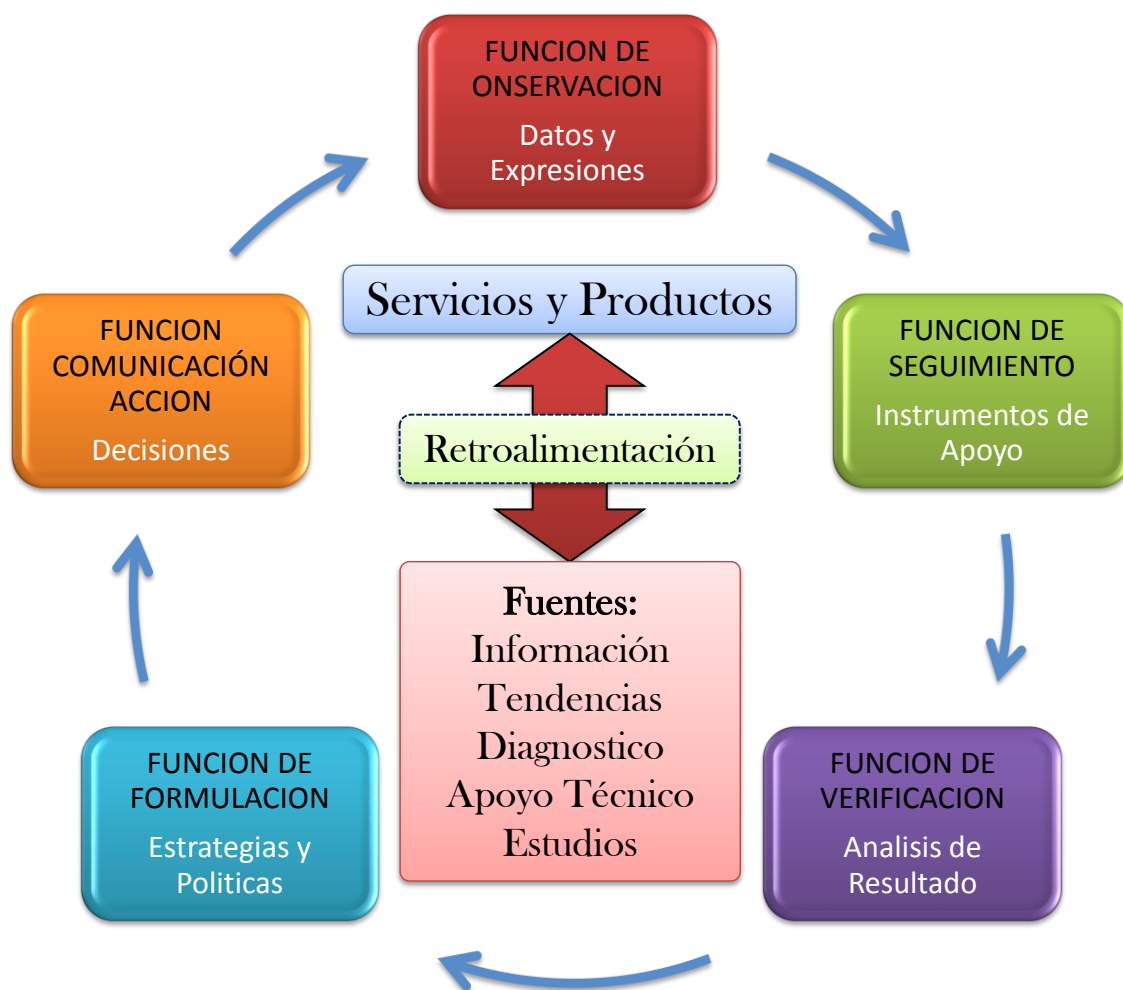 FUNCION DE
ONSERVACION
Datos y
Expresiones
Servicios y Productos
FUNCION
COMUNICACIÓN
ACCION
Decisiones
FUNCION DE
SEGUIMIENTO
Instrumentos de
Apoyo
Retroalimentación
Fuentes:
Información
Tendencias
Diagnostico
Apoyo Técnico
Estudios
FUNCION DE
FORMULACION
Estrategias y
Politicas
FUNCION DE
VERIFICACION
Analisis de
Resultado